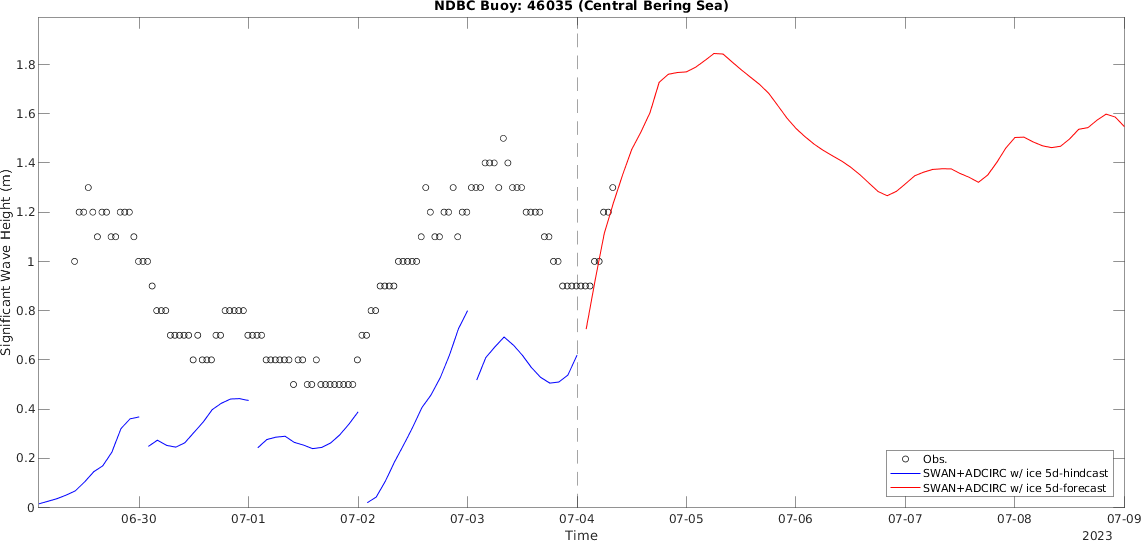 NDBC Buoy: 46035 (Central Bering Sea)
Significant Wave Height (m)
1.8
1.6
1.4
1.2
1
0.8
0.6
0.4
0.2
0
Obs.
SWAN+ADCIRC w/ ice 5d-hindcast
SWAN+ADCIRC w/ ice 5d-forecast
06-30 07-01 07-02 07-03 07-04 07-05 07-06 07-07 07-08 07-09
Time
2023